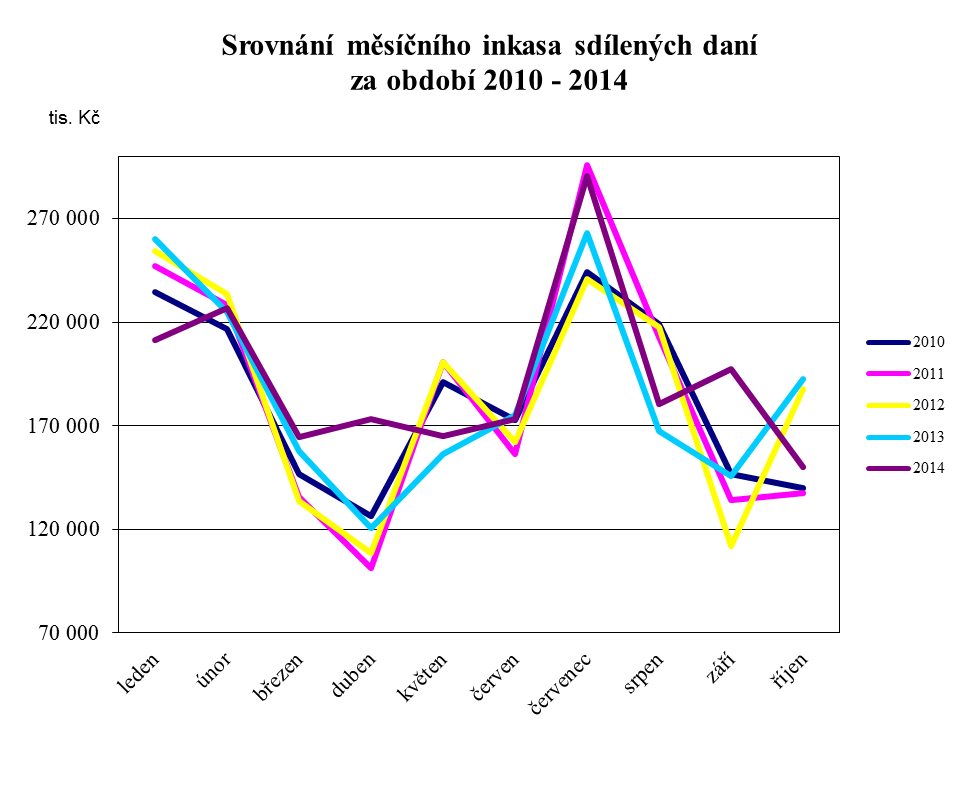 Srovnání měsíčního inkasa sdílených daní
za období 2010 - 2014
tis. Kč
270 000
220 000
170 000
120 000
70 000
leden
únor
březen
duben
květen
červen
červenec
srpen
září
říjen
2010
2011
2012
2013
2014